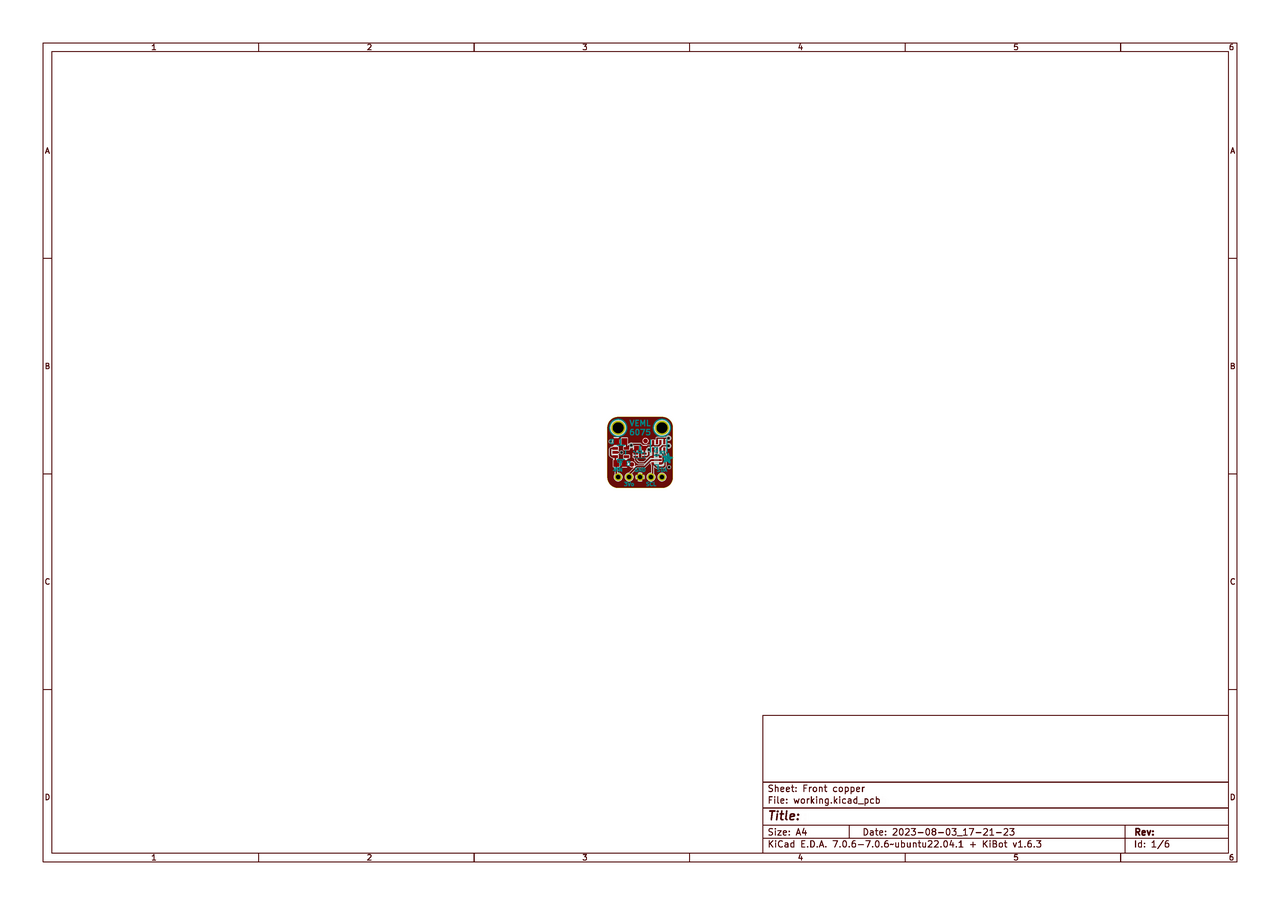 1 2 3 4 5 6
A A
B B
VEML
6075
C C
D D
Sheet: Front copper
File: working.kicad_pcb
Title:
Size: A4 Date: 2023-08-03_17-21-23 Rev:
KiCad E.D.A. 7.0.6-7.0.6~ubuntu22.04.1 + KiBot v1.6.3 Id: 1/6
1 2 3 4 5 6